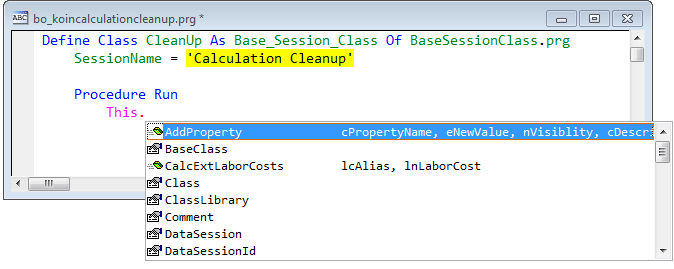 ABC bo_koincalculationcleanup.prg *
Define Class CleanUp As Base_Session_Class Of BaseSessionClass.prg
SessionName = 'Calculation Cleanup'
Procedure Run
This.
AddProperty cPropertyName, eNewValue, nVisiblity, cDescri
BaseClass
CalcExtLaborCosts lcAlias, lnLaborCost
Class
ClassLibrary
Comment
DataSession
DataSessionId